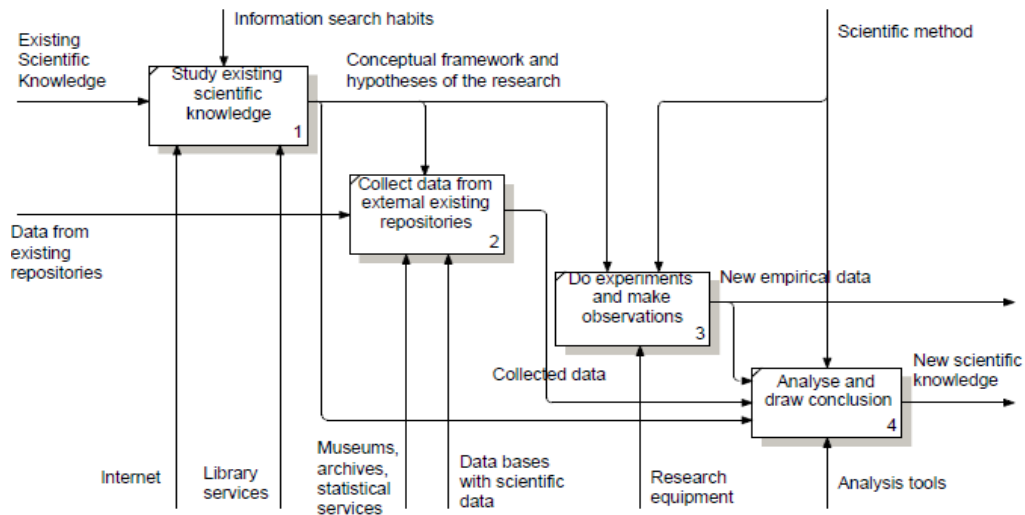 Information search habits
Scientific method
Existing
Scientific
Knowledge
Conceptual framework and
hypotheses of the research
Study existing
scientific
knowledge
1
Collect data from
external existing
repositories
2
Data from
existing
repositories
Do experiments
and make
observations
3
New empirical data
Collected data
Analyse and
draw conclusion
4
New scientific
knowledge
Internet
Library
services
Museums,
archives,
statistical
services
Data bases
with scientific
data
Research
equipment
Analysis tools